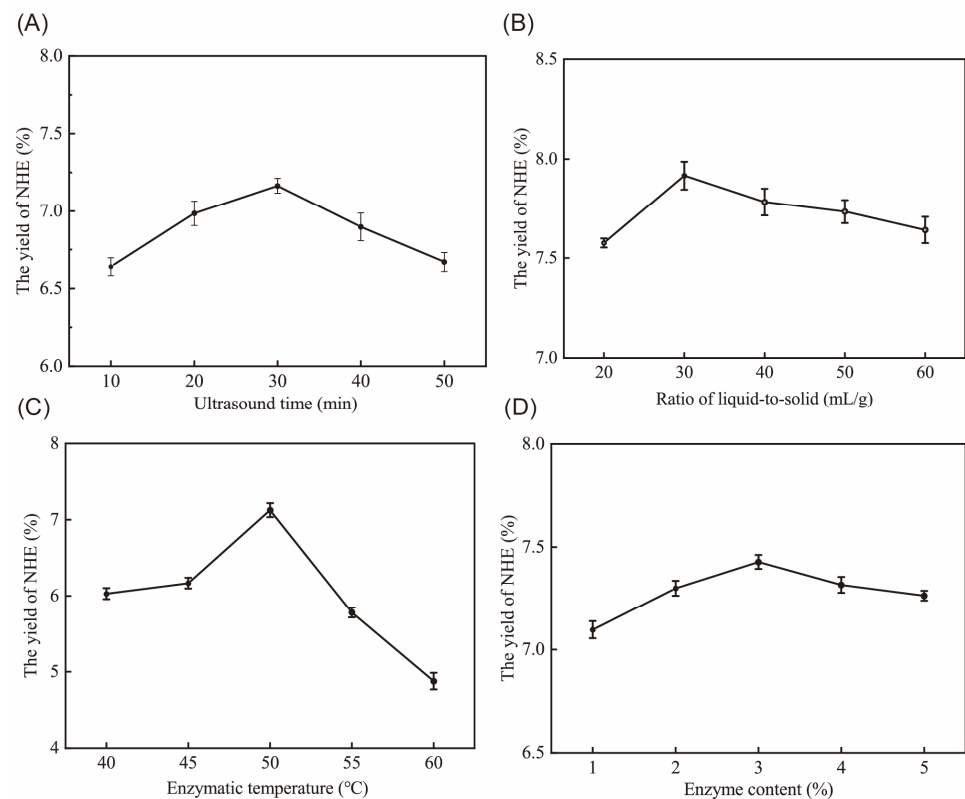 (A)
The yield of NHE (%)
8.0
7.5
7.0
6.5
6.0
10 20 30 40 50
Ultrasound time (min)
(B)
The yield of NHE (%)
8.5
8.0
7.5
7.0
20 30 40 50 60
Ratio of liquid-to-solid (mL/g)
(C)
The yield of NHE (%)
8
7
6
5
4
40 45 50 55 60
Enzymatic temperature (℃)
(D)
The yield of NHE (%)
8.0
7.5
7.0
6.5
1 2 3 4 5
Enzyme content (%)